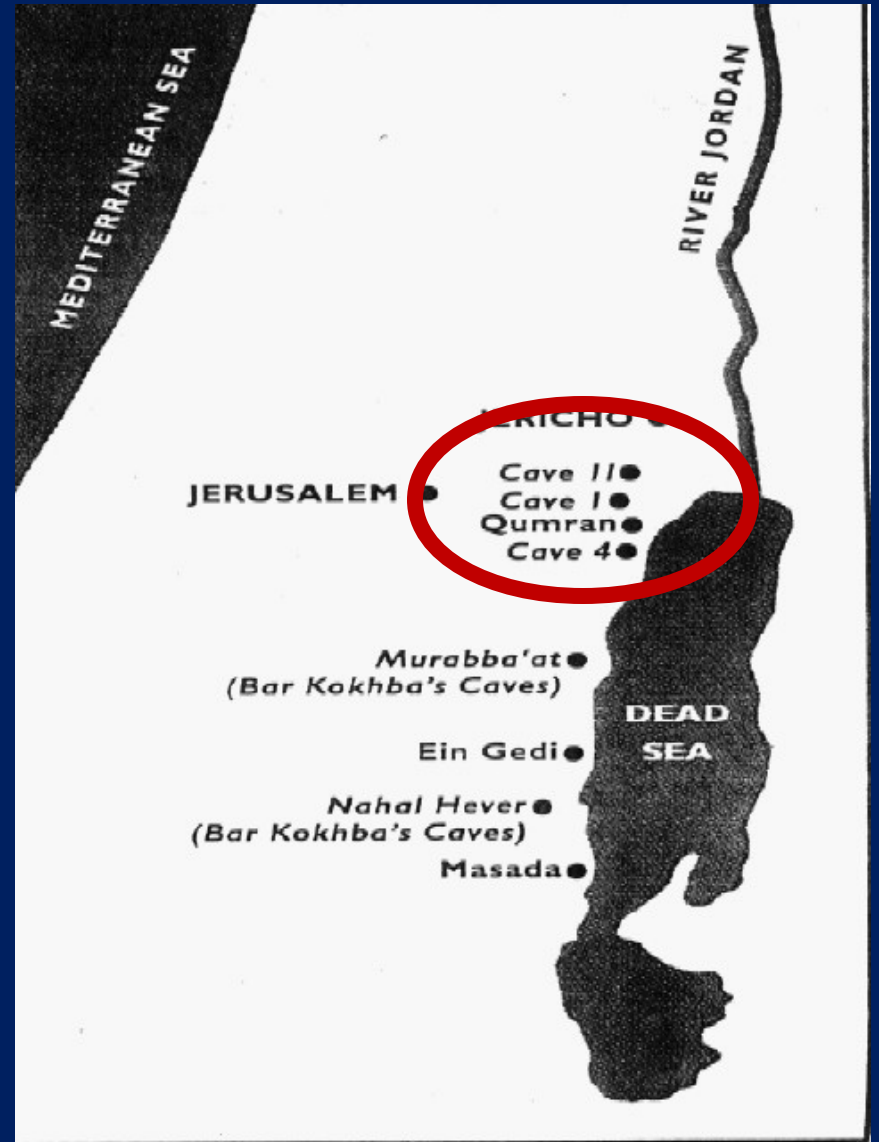 MEDITERRANEAN SEA
RIVER JORDAN
JERICHO
Cave 11
JERUSALEM
Cave 1
Qumran
Cave 4
Murabba'at
(Bar Kokhba's Caves)
DEAD
SEA
Ein Gedi
Nahal Hever
(Bar Kokhba's Caves)
Masada